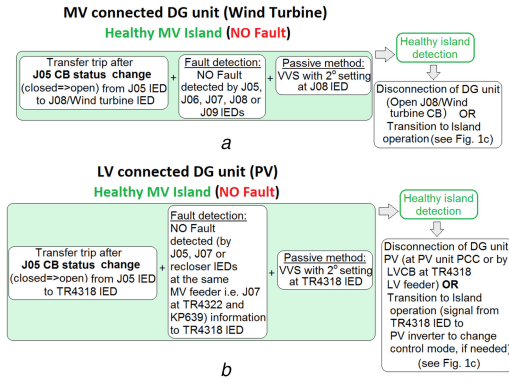 MV connected DG unit (Wind Turbine)
Healthy MV Island (NO Fault)
Transfer trip after
J05 CB status change
(closed=>open) from J05 IED
to J08/Wind turbine IED
+
Fault detection:
NO Fault
detected by J05,
J06, J07, J08 or
J09 IEDs
+
Passive method:
VVS with 2° setting
at J08 IED
Healthy island
detection
Disconnection of DG unit
(Open J08/Wind
turbine CB) OR
Transition to Island
operation (see Fig. 1c)
a
LV connected DG unit (PV)
Healthy MV Island (NO Fault)
Transfer trip after
J05 CB status change
(closed=>open) from J05 IED
to TR4318 IED
+
Fault detection:
NO Fault
detected (by
J05, J07 or
recloser IEDs
at the same
MV feeder i.e. J07
at TR4322 and
KP639) information
to TR4318 IED
+
Passive method:
VVS with 2° setting
at TR4318 IED
Healthy island
detection
Disconnection of DG unit
PV (at PV unit PCC or by
LVCB at TR4318
LV feeder) OR
Transition to Island
operation (signal from
TR4318 IED to
PV inverter to change
control mode, if needed)
(see Fig. 1c)
b